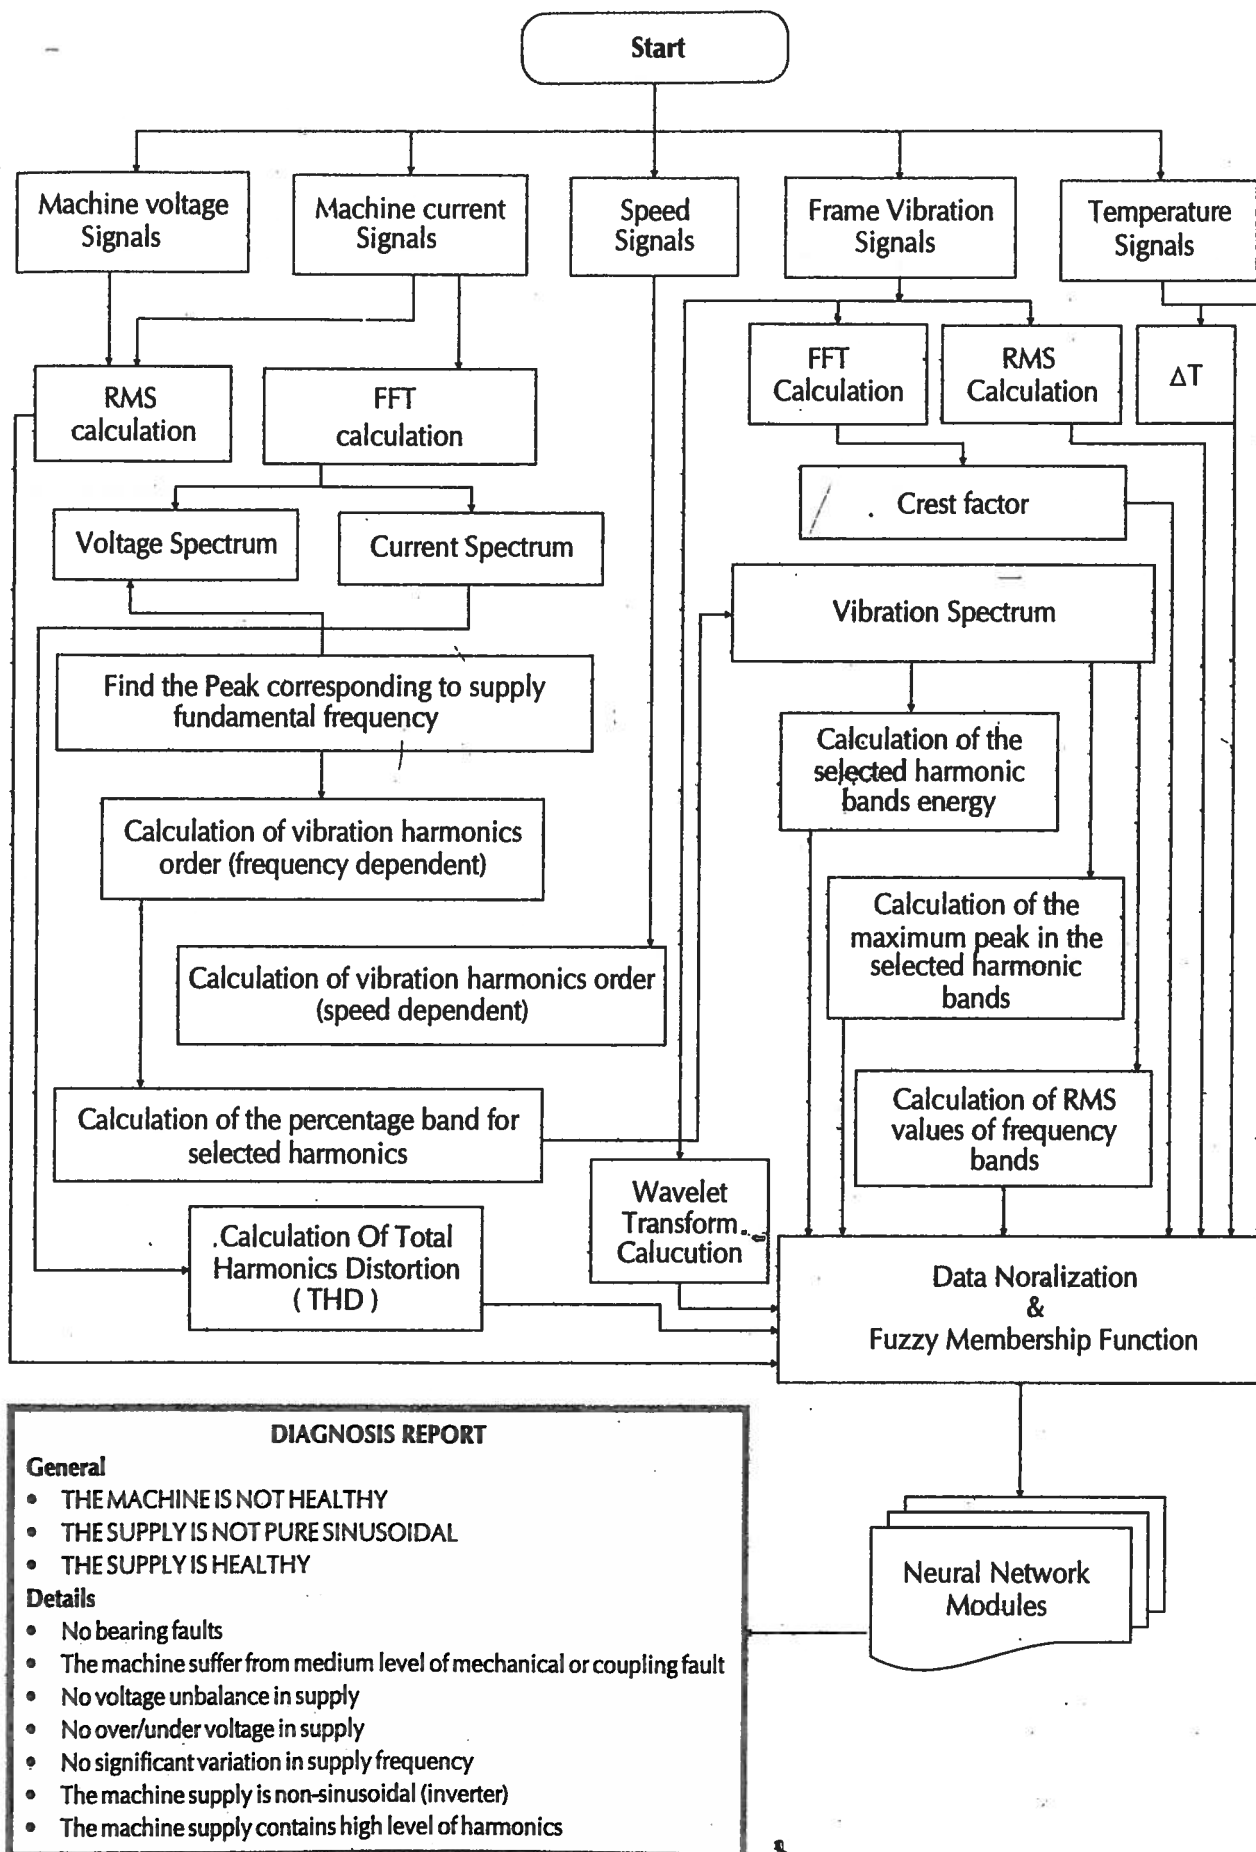 Start
Machine voltage
Signals
Machine current
Signals
Speed
Signals
Frame Vibration
Signals
Temperature
Signals
RMS
calculation
FFT
calculation
FFT
Calculation
RMS
Calculation
ΔT
Crest factor
Voltage Spectrum
Current Spectrum
Vibration Spectrum
Find the Peak corresponding to supply
fundamental frequency
Calculation of the
selected harmonic
bands energy
Calculation of vibration harmonics
order (frequency dependent)
Calculation of the
maximum peak in the
selected harmonic
bands
Calculation of vibration harmonics order
(speed dependent)
Calculation of the percentage band for
selected harmonics
Calculation of RMS
values of frequency
bands
Wavelet
Transform
Calucution
.Calculation Of Total
Harmonics Distortion
( THD )
Data Noralization
&
Fuzzy Membership Function
Neural Network
Modules
DIAGNOSIS REPORT
General
• THE MACHINE IS NOT HEALTHY
• THE SUPPLY IS NOT PURE SINUSOIDAL
• THE SUPPLY IS HEALTHY
Details
• No bearing faults
• The machine suffer from medium level of mechanical or coupling fault
• No voltage unbalance in supply
• No over/under voltage in supply
• No significant variation in supply frequency
• The machine supply is non-sinusoidal (inverter)
• The machine supply contains high level of harmonics